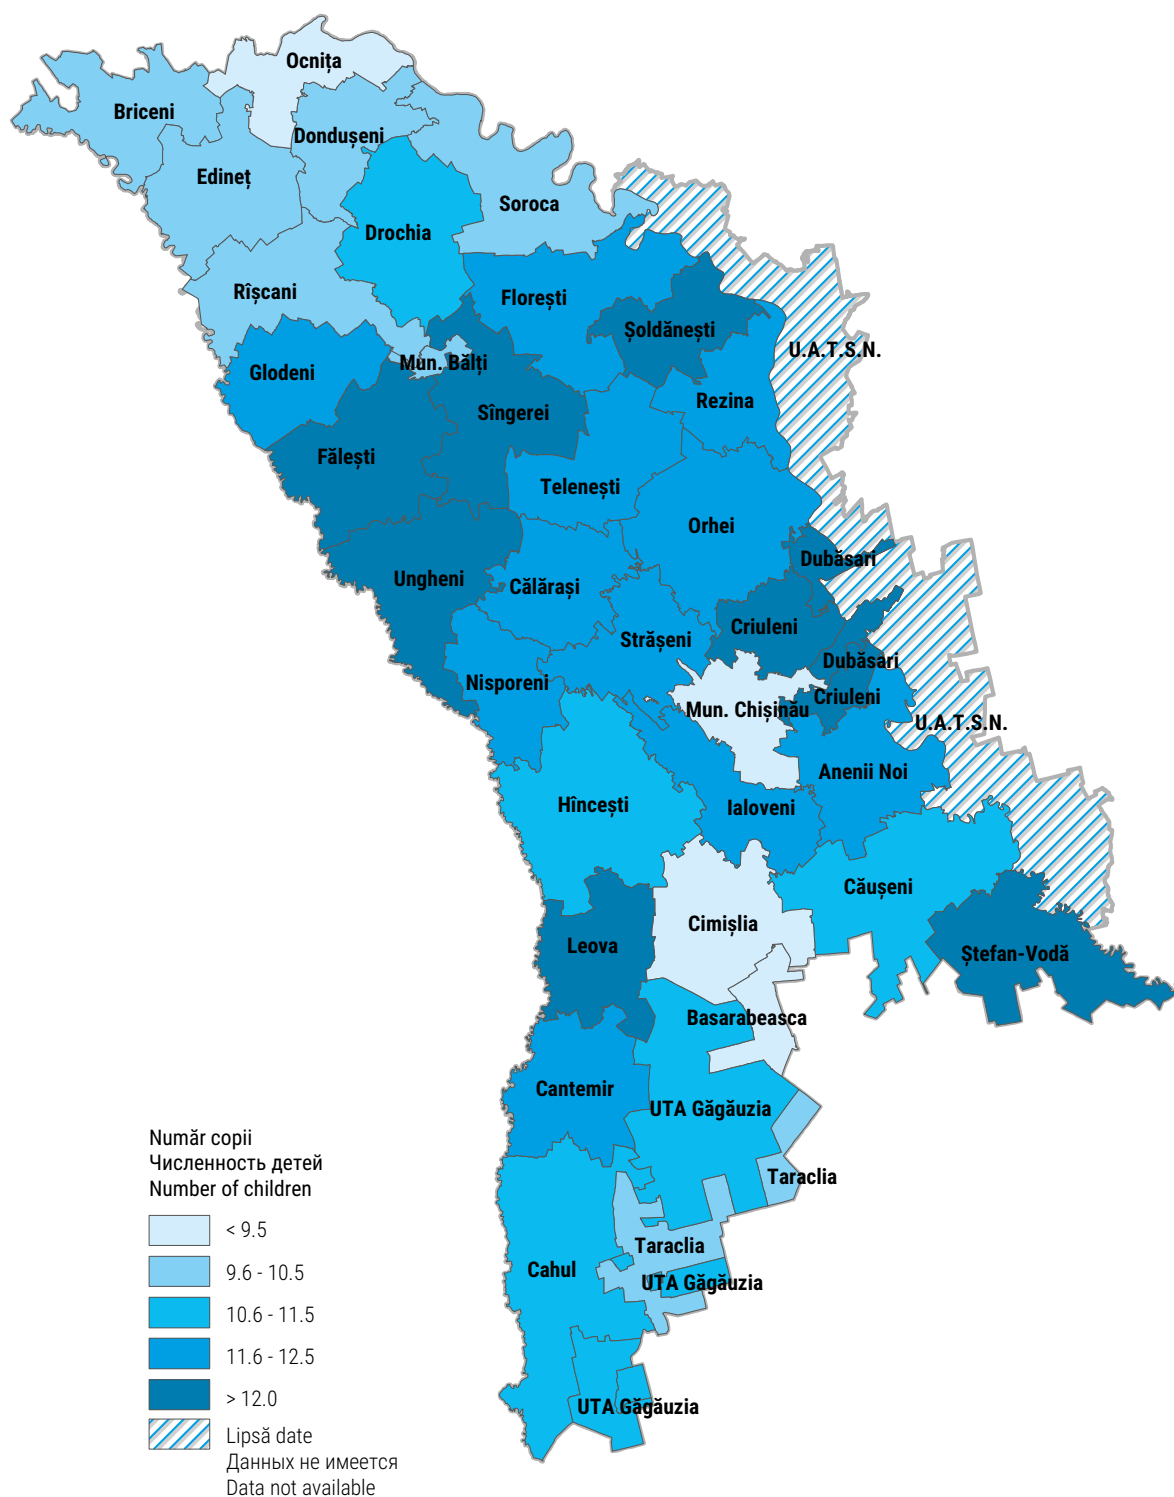 Ocnița
Briceni
Dondușeni
Edineț
Soroca
Drochia
Rîșcani
Florești
Șoldănești
U.A.T.S.N.
Mun. Bălți
Glodeni
Rezina
Sîngerei
Fălești
Telenești
Orhei
Dubăsari
Ungheni
Călărași
Criuleni
Strășeni
Dubăsari
Nisporeni
Criuleni
Mun. Chișinău
U.A.T.S.N.
Anenii Noi
Hîncești
Ialoveni
Căușeni
Cimișlia
Leova
Ștefan-Vodă
Basarabeasca
Cantemir
UTA Găgăuzia
Taraclia
Taraclia
Cahul
UTA Găgăuzia
UTA Găgăuzia
Număr copii
Численность детей
Number of children
< 9.5
9.6 - 10.5
10.6 - 11.5
11.6 - 12.5
> 12.0
Lipsă date
Данных не имеется
Data not available